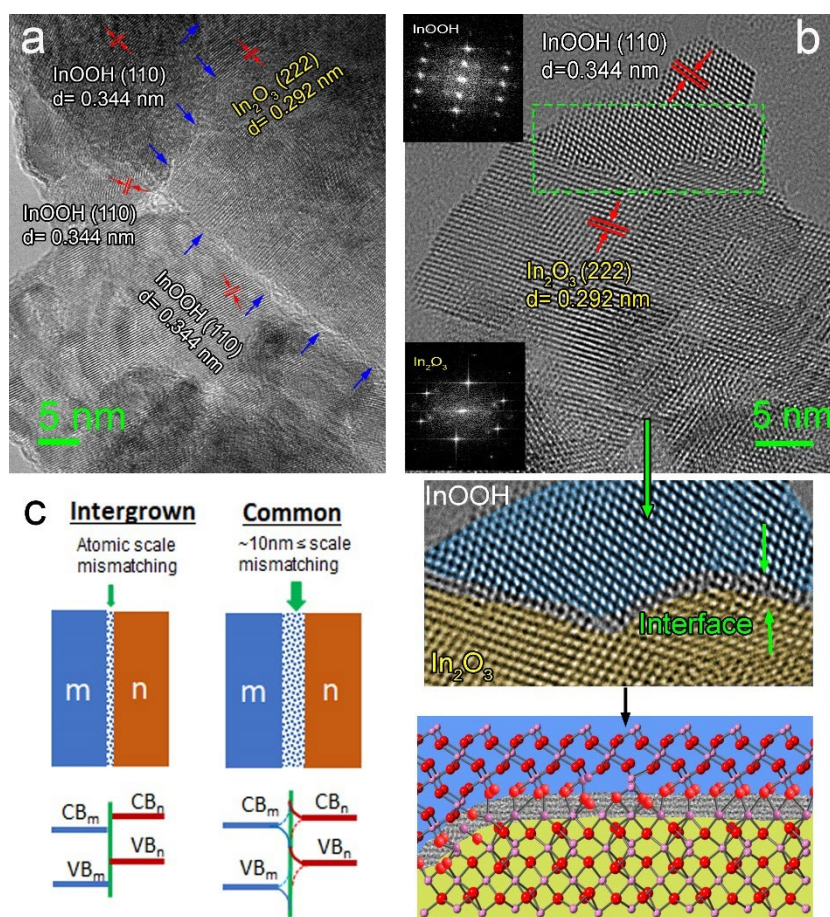 a
InOOH (110)
d= 0.344 nm
In₂O₃ (222)
d= 0.292 nm
InOOH (110)
d= 0.344 nm
InOOH (110)
d= 0.344 nm
5 nm
InOOH
b
InOOH (110)
d= 0.344 nm
In₂O₃ (222)
d= 0.292 nm
In₂O₃
5 nm
InOOH
Interface
In₂O₃
c
Intergrown
Atomic scale
mismatching
m
n
CBₘ
CBₙ
VBₘ
VBₙ
Common
~10nm ≤ scale
mismatching
m
n
CBₘ
CBₙ
VBₘ
VBₙ